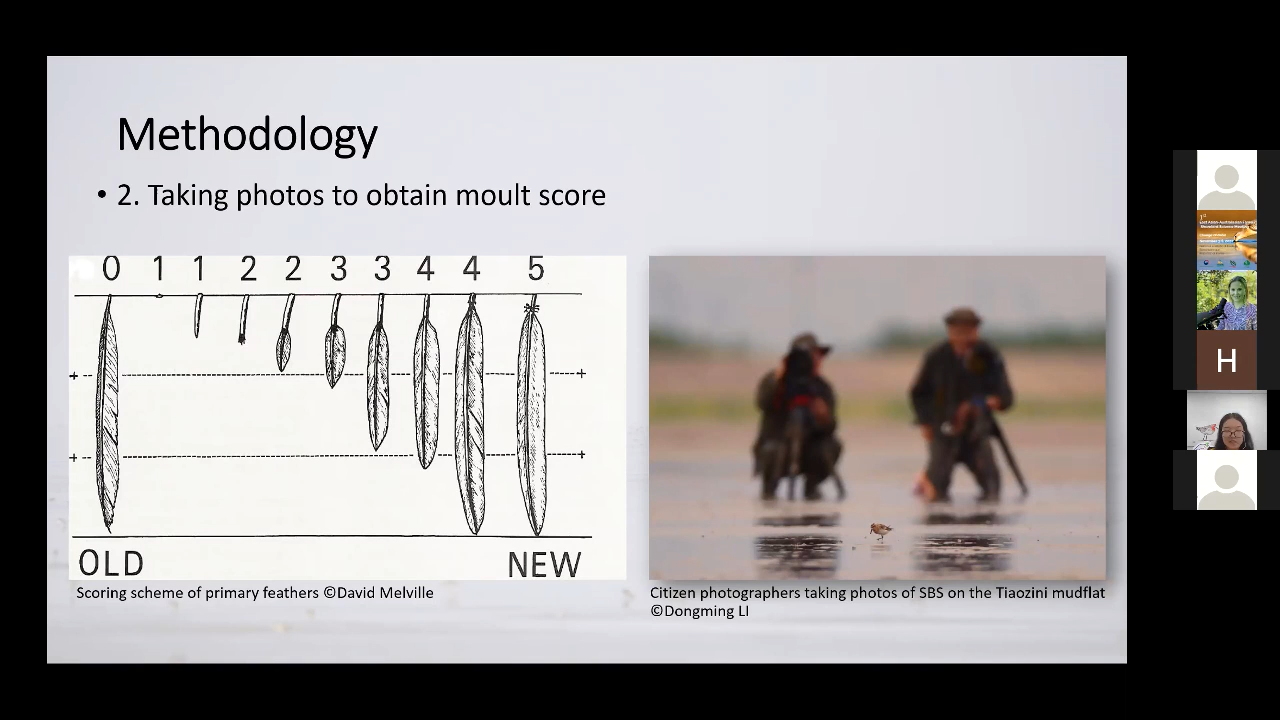 Methodology
• 2. Taking photos to obtain moult score
0 1 1 2 2 3 3 4 4 5
OLD NEW
Scoring scheme of primary feathers ©David Melville
Citizen photographers taking photos of SBS on the Tiaozini mudflat
©Dongming LI
H